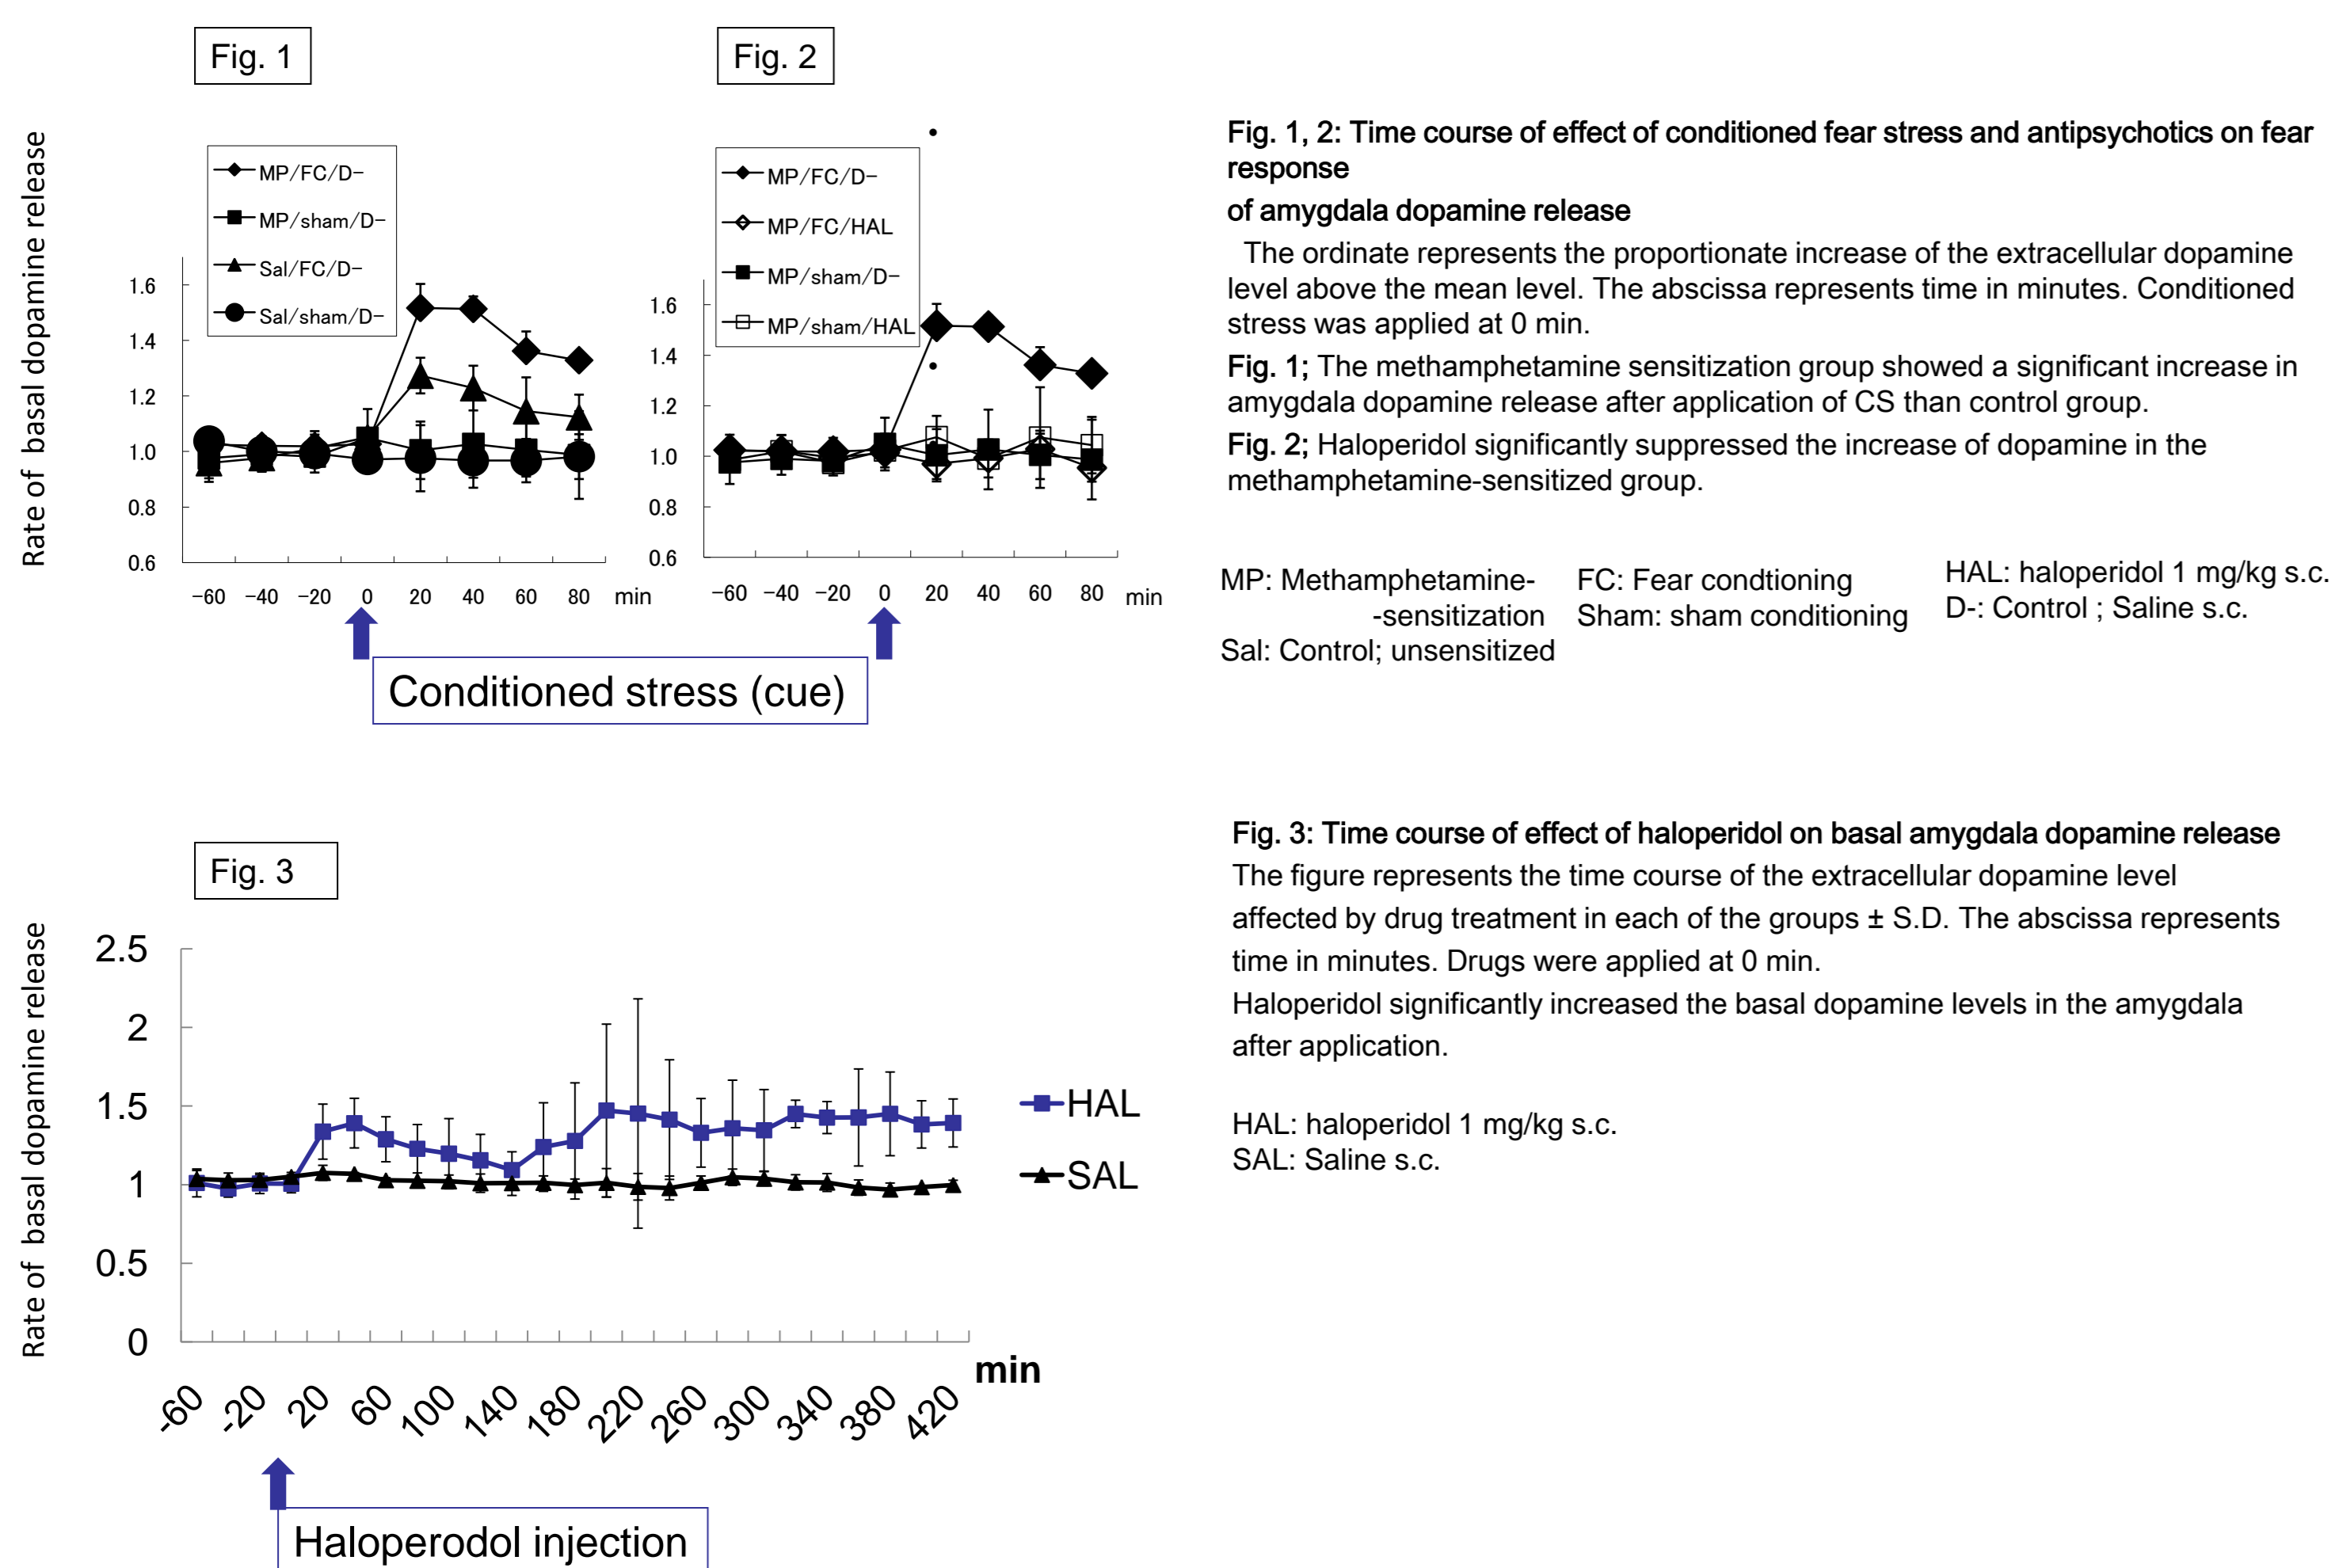 Fig. 1
Rate of basal dopamine release
MP/FC/D-
MP/sham/D-
Sal/FC/D-
Sal/sham/D-
1.6
1.4
1.2
1.0
0.8
0.6
-60 -40 -20 0 20 40 60 80 min
Fig. 2
MP/FC/D-
MP/FC/HAL
MP/sham/D-
MP/sham/HAL
1.6
1.4
1.2
1.0
0.8
0.6
-60 -40 -20 0 20 40 60 80 min
Conditioned stress (cue)
Fig. 1, 2: Time course of effect of conditioned fear stress and antipsychotics on fear
response
of amygdala dopamine release
The ordinate represents the proportionate increase of the extracellular dopamine
level above the mean level. The abscissa represents time in minutes. Conditioned
stress was applied at 0 min.
Fig. 1; The methamphetamine sensitization group showed a significant increase in
amygdala dopamine release after application of CS than control group.
Fig. 2; Haloperidol significantly suppressed the increase of dopamine in the
methamphetamine-sensitized group.
MP: Methamphetamine-
-sensitization
Sal: Control; unsensitized
FC: Fear condtioning
Sham: sham conditioning
HAL: haloperidol 1 mg/kg s.c.
D-: Control ; Saline s.c.
Fig. 3
Rate of basal dopamine release
2.5
2
1.5
1
0.5
0
-60 -20 20 60 100 140 180 220 260 300 340 380 420 min
HAL
SAL
Haloperodol injection
Fig. 3: Time course of effect of haloperidol on basal amygdala dopamine release
The figure represents the time course of the extracellular dopamine level
affected by drug treatment in each of the groups ± S.D. The abscissa represents
time in minutes. Drugs were applied at 0 min.
Haloperidol significantly increased the basal dopamine levels in the amygdala
after application.
HAL: haloperidol 1 mg/kg s.c.
SAL: Saline s.c.